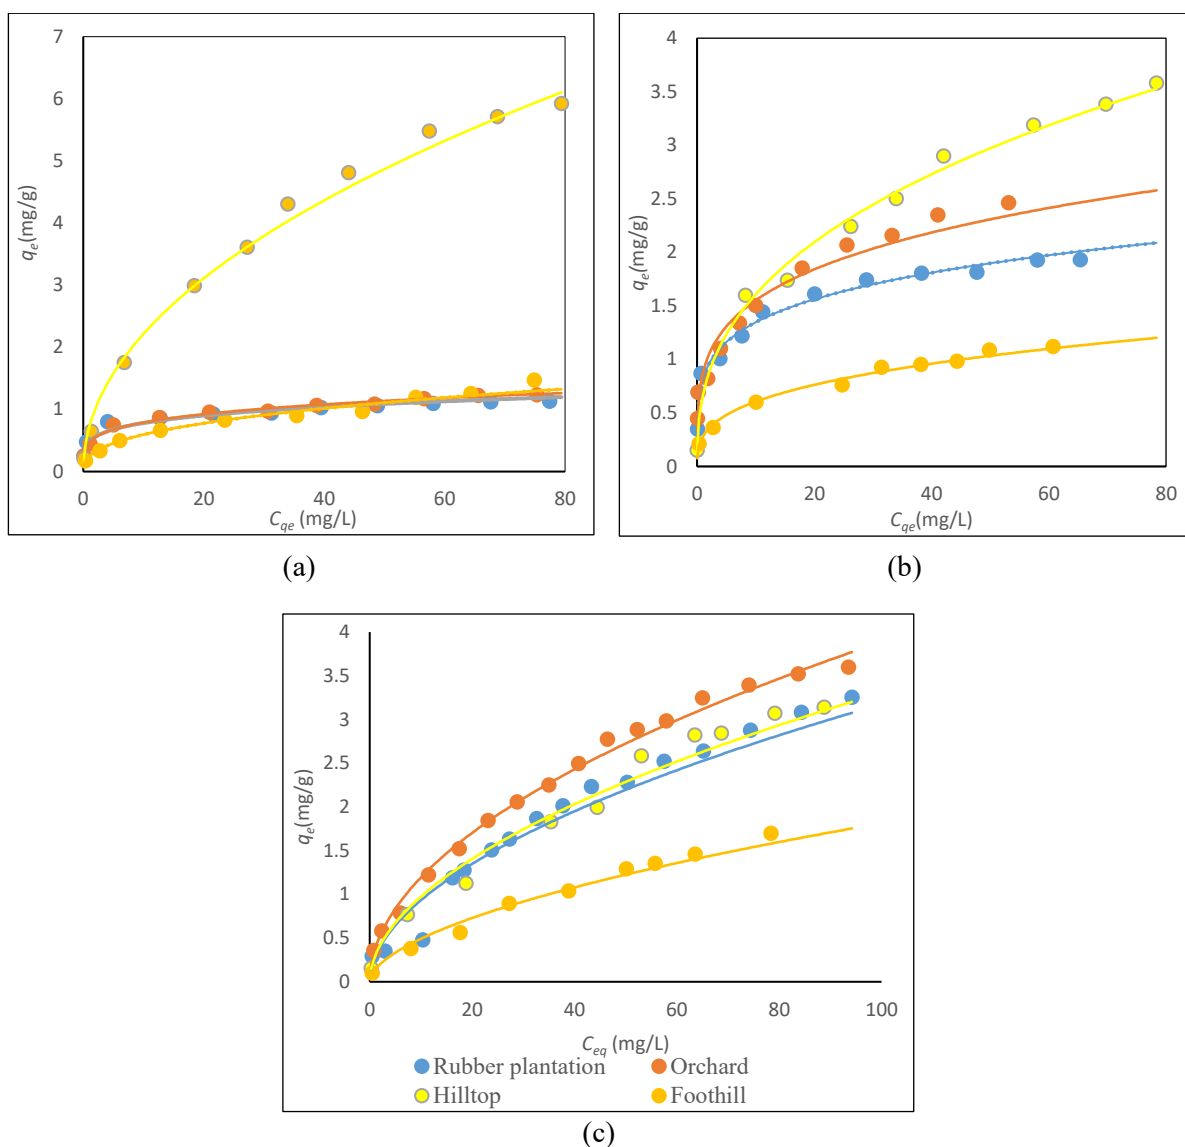 7
6
5
4
3
2
1
0
0 20 40 60 80
qe(mg/g)
Cqe (mg/L)
(a)
4
3.5
3
2.5
2
1.5
1
0.5
0
0 20 40 60 80
qe(mg/g)
Cqe(mg/L)
(b)
4
3.5
3
2.5
2
1.5
1
0.5
0
0 20 40 60 80 100
qe(mg/g)
Ceq (mg/L)
Rubber plantation Orchard
Hilltop Foothill
(c)